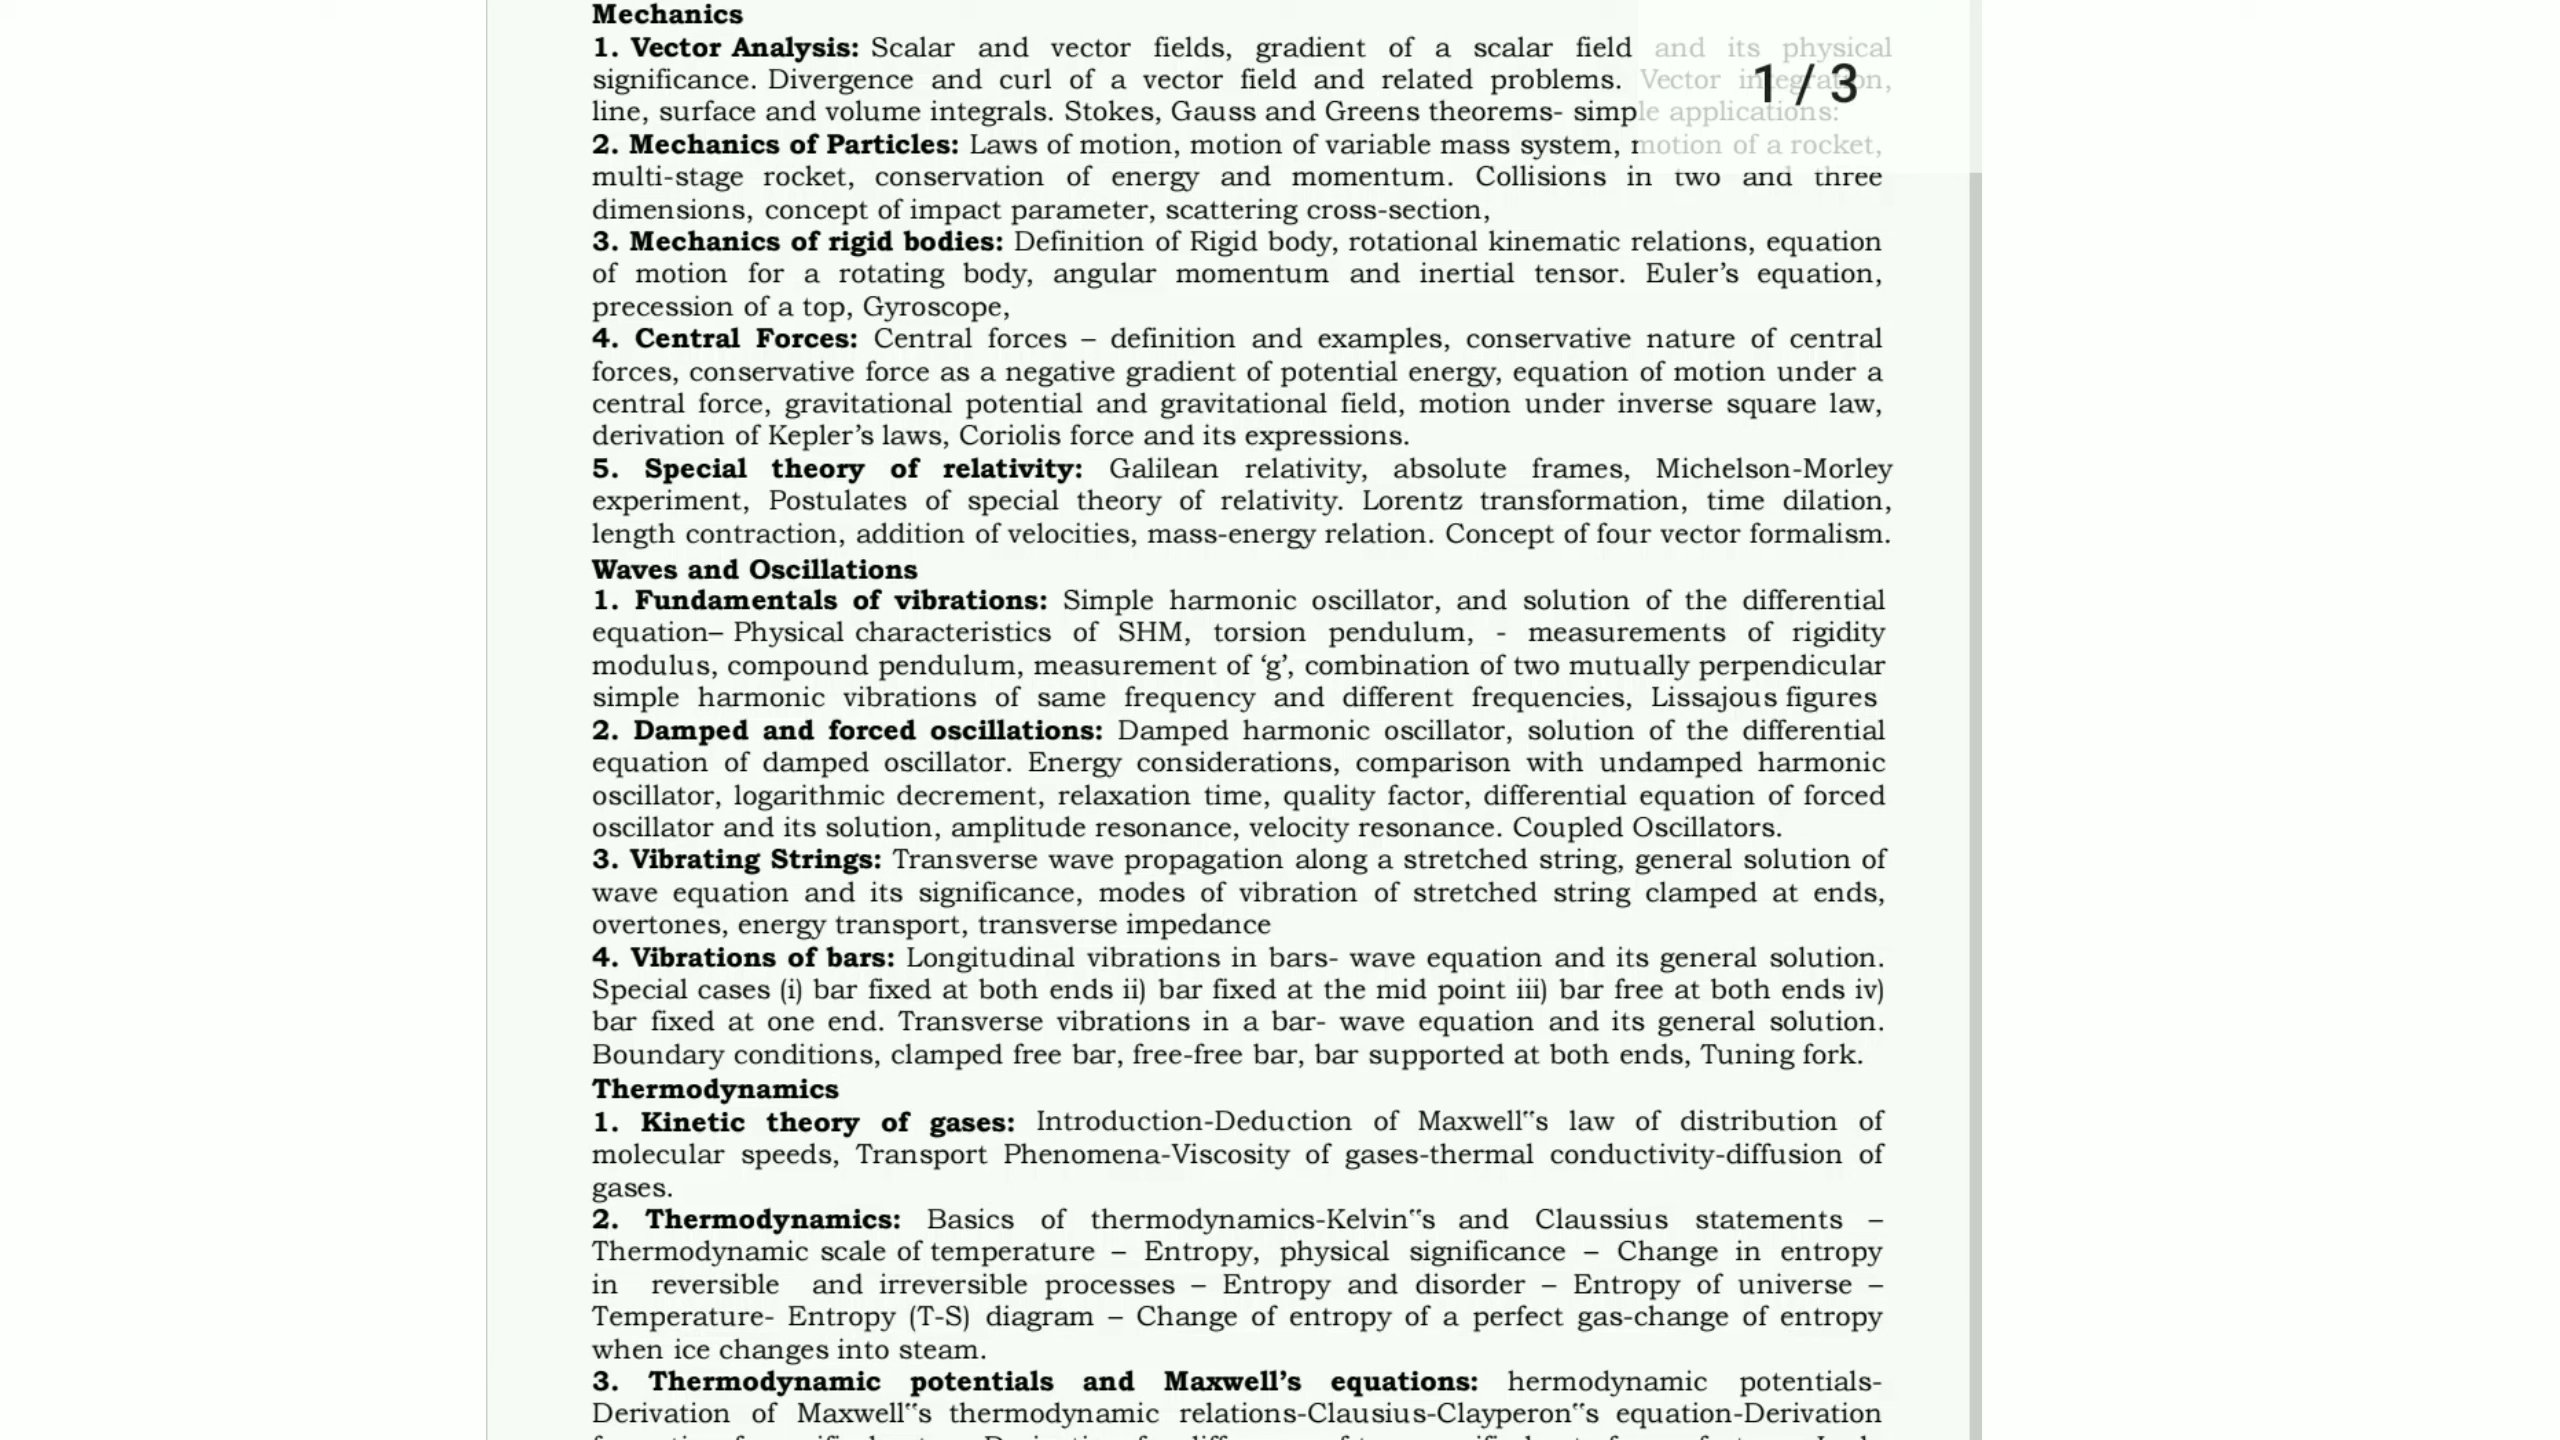 Mechanics
1. Vector Analysis: Scalar and vector fields, gradient of a scalar field and its physical
significance. Divergence and curl of a vector field and related problems. Vector integration,
1 / 3
line, surface and volume integrals. Stokes, Gauss and Greens theorems- simple applications:
2. Mechanics of Particles: Laws of motion, motion of variable mass system, motion of a rocket,
multi-stage rocket, conservation of energy and momentum. Collisions in two and three
dimensions, concept of impact parameter, scattering cross-section,
3. Mechanics of rigid bodies: Definition of Rigid body, rotational kinematic relations, equation
of motion for a rotating body, angular momentum and inertial tensor. Euler’s equation,
precession of a top, Gyroscope,
4. Central Forces: Central forces – definition and examples, conservative nature of central
forces, conservative force as a negative gradient of potential energy, equation of motion under a
central force, gravitational potential and gravitational field, motion under inverse square law,
derivation of Kepler’s laws, Coriolis force and its expressions.
5. Special theory of relativity: Galilean relativity, absolute frames, Michelson-Morley
experiment, Postulates of special theory of relativity. Lorentz transformation, time dilation,
length contraction, addition of velocities, mass-energy relation. Concept of four vector formalism.
Waves and Oscillations
1. Fundamentals of vibrations: Simple harmonic oscillator, and solution of the differential
equation– Physical characteristics of SHM, torsion pendulum, - measurements of rigidity
modulus, compound pendulum, measurement of ‘g’, combination of two mutually perpendicular
simple harmonic vibrations of same frequency and different frequencies, Lissajous figures
2. Damped and forced oscillations: Damped harmonic oscillator, solution of the differential
equation of damped oscillator. Energy considerations, comparison with undamped harmonic
oscillator, logarithmic decrement, relaxation time, quality factor, differential equation of forced
oscillator and its solution, amplitude resonance, velocity resonance. Coupled Oscillators.
3. Vibrating Strings: Transverse wave propagation along a stretched string, general solution of
wave equation and its significance, modes of vibration of stretched string clamped at ends,
overtones, energy transport, transverse impedance
4. Vibrations of bars: Longitudinal vibrations in bars- wave equation and its general solution.
Special cases (i) bar fixed at both ends ii) bar fixed at the mid point iii) bar free at both ends iv)
bar fixed at one end. Transverse vibrations in a bar- wave equation and its general solution.
Boundary conditions, clamped free bar, free-free bar, bar supported at both ends, Tuning fork.
Thermodynamics
1. Kinetic theory of gases: Introduction-Deduction of Maxwell‟s law of distribution of
molecular speeds, Transport Phenomena-Viscosity of gases-thermal conductivity-diffusion of
gases.
2. Thermodynamics: Basics of thermodynamics-Kelvin‟s and Claussius statements –
Thermodynamic scale of temperature – Entropy, physical significance – Change in entropy
in reversible and irreversible processes – Entropy and disorder – Entropy of universe –
Temperature- Entropy (T-S) diagram – Change of entropy of a perfect gas-change of entropy
when ice changes into steam.
3. Thermodynamic potentials and Maxwell’s equations: hermodynamic potentials-
Derivation of Maxwell‟s thermodynamic relations-Clausius-Clayperon‟s equation-Derivation